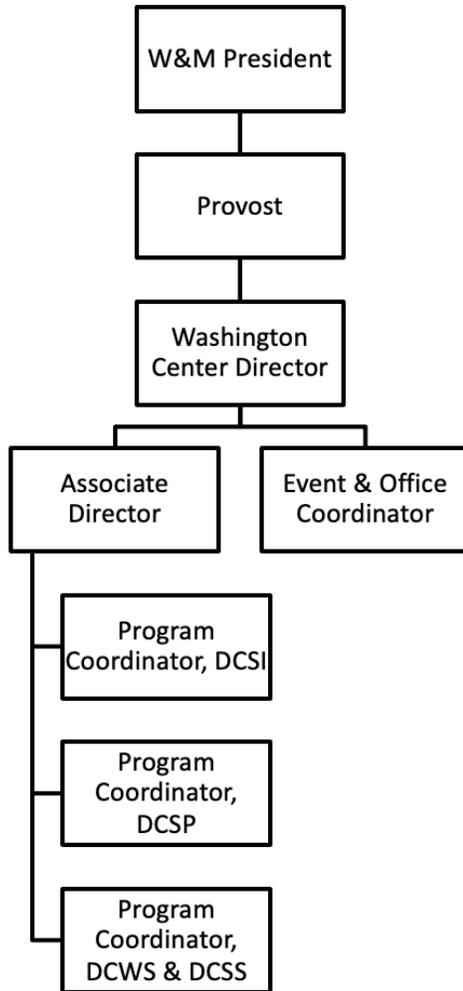 W&M President
Provost
Washington
Center Director
Associate
Director
Event & Office
Coordinator
Program
Coordinator, DCSI
Program
Coordinator,
DCSP
Program
Coordinator,
DCWS & DCSS